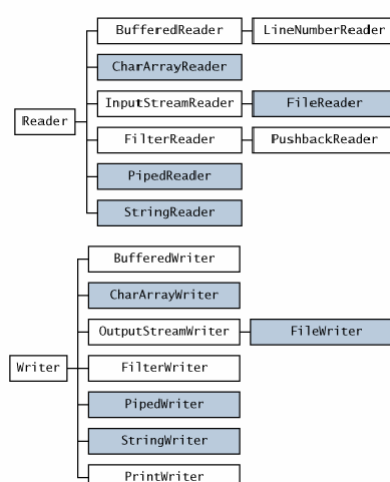 BufferedReader LineNumberReader
CharArrayReader
InputStreamReader FileReader
Reader
FilterReader PushbackReader
PipedReader
StringReader
BufferedWriter
CharArrayWriter
OutputStreamWriter FileWriter
Writer FilterWriter
PipedWriter
StringWriter
PrintWriter